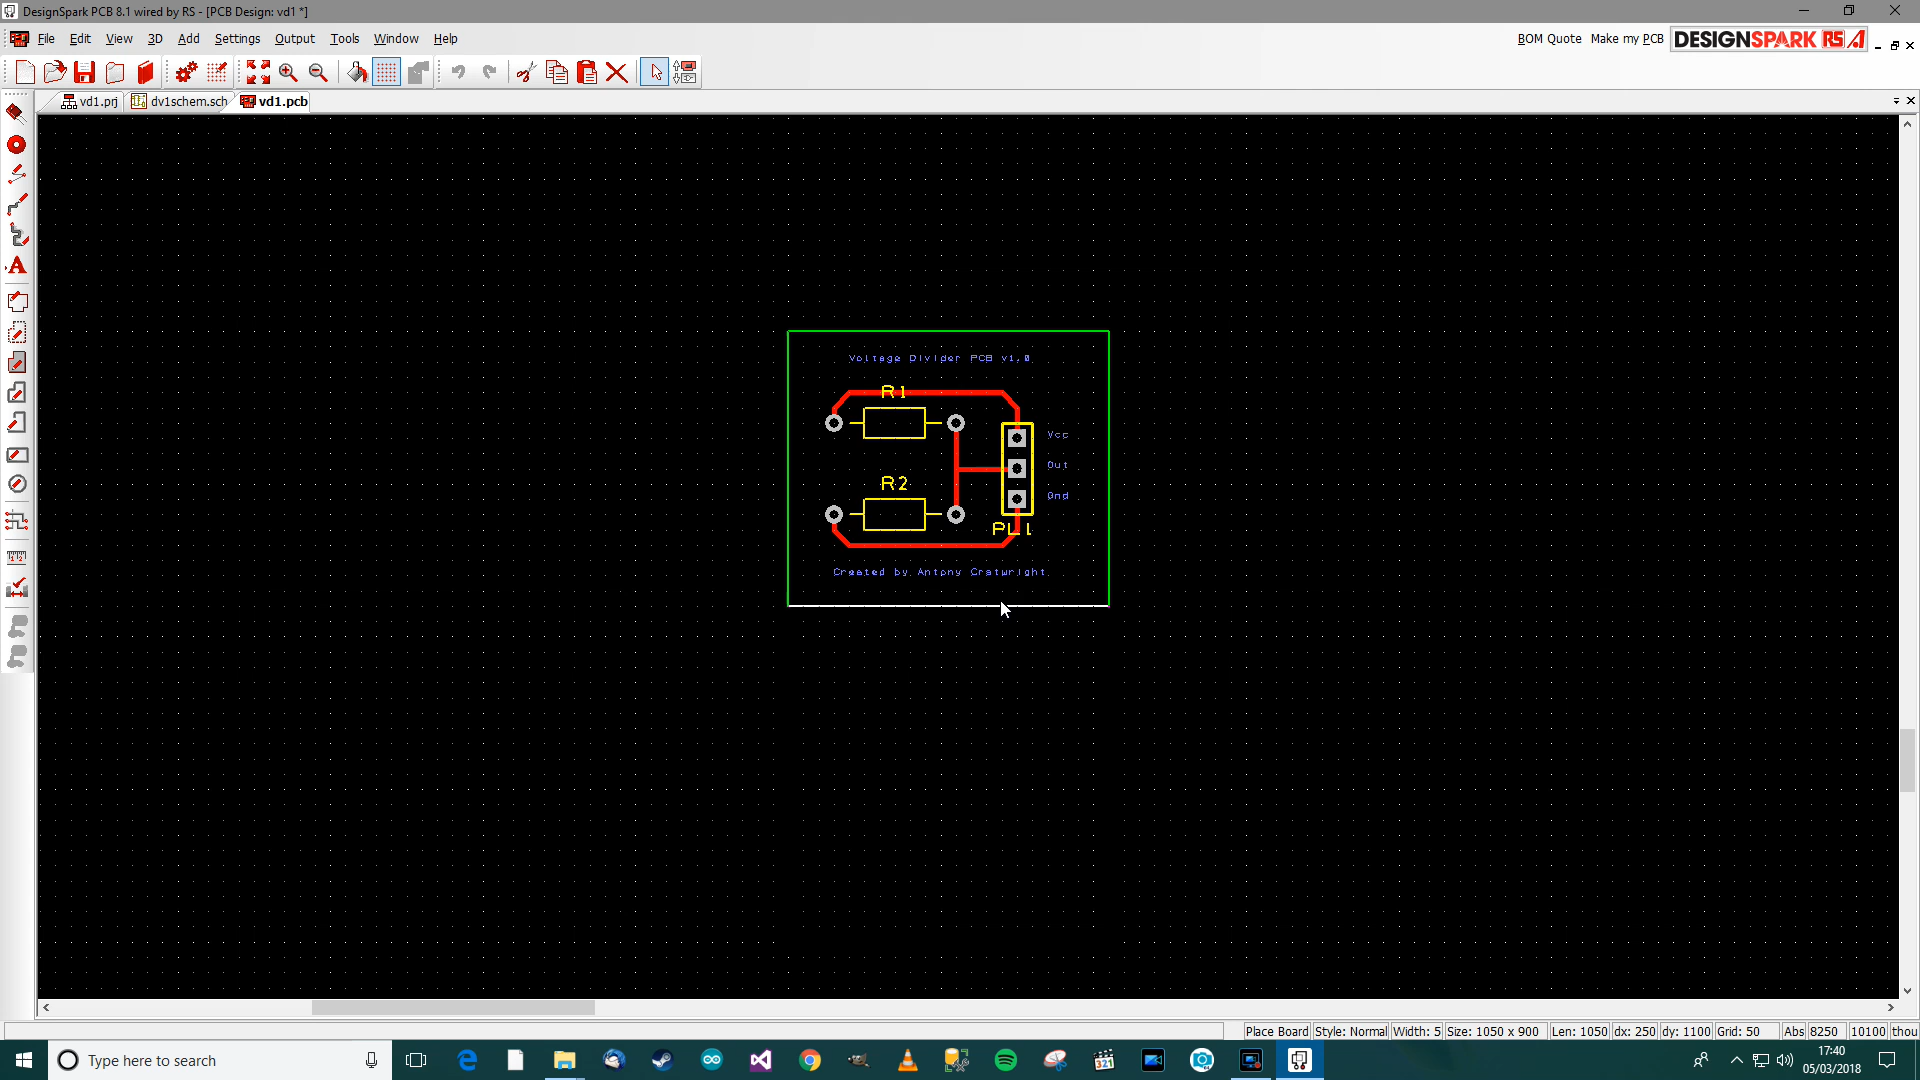 DesignSpark PCB 8.1 wired by RS - [PCB Design: vd1 *]
File Edit View 3D Add Settings Output Tools Window Help
BOM Quote Make my PCB DESIGNSPARK RS
vd1.prj dv1schem.sch vd1.pcb
Voltage Divider PCB v1.0
R1
Vcc
Out
R2
Gnd
PL1
Created by Antony Cratwright
Place Board Style: Normal Width: 5 Size: 1050 x 900 Len: 1050 dx: 250 dy: 1100 Grid: 50 Abs 8250 10100 thou
Type here to search
321
17:40
05/03/2018